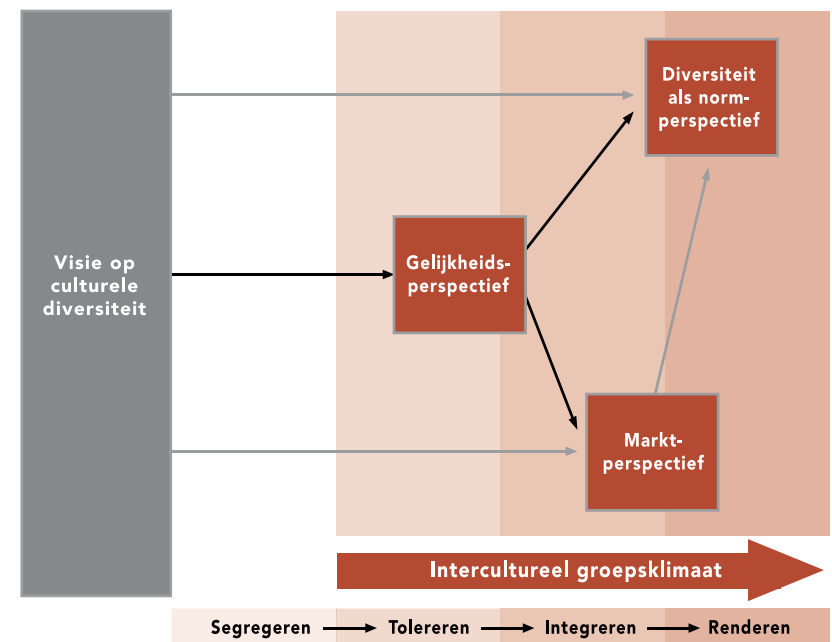 Visie op
culturele
diversiteit
Diversiteit
als norm-
perspectief
Gelijkheids-
perspectief
Markt-
perspectief
Intercultureel groepsklimaat
Segregeren Tolereren Integreren Renderen